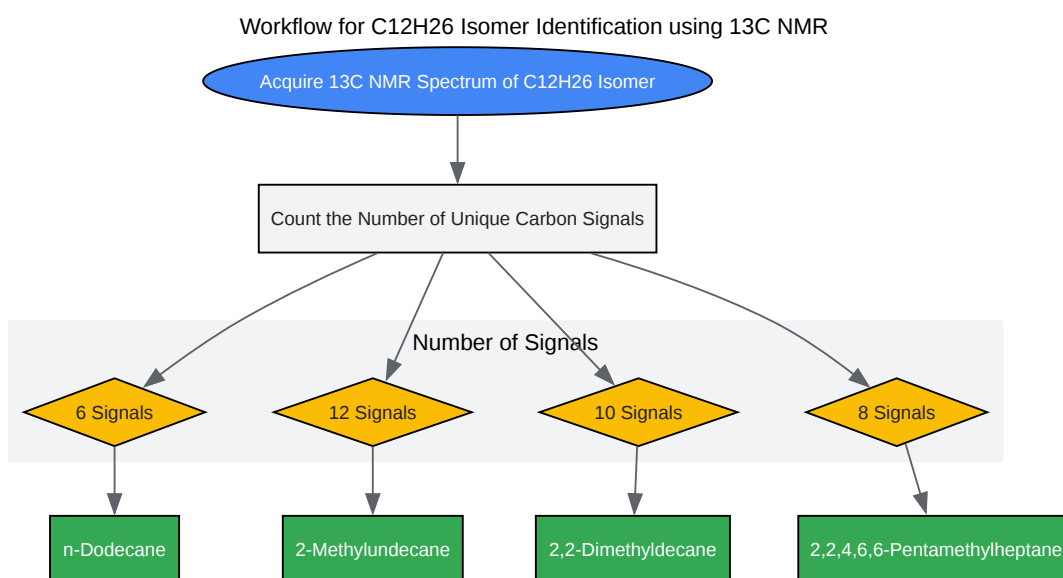 Workflow for C12H26 Isomer Identification using 13C NMR
Acquire 13C NMR Spectrum of C12H26 Isomer
Count the Number of Unique Carbon Signals
Number of Signals
6 Signals
12 Signals
10 Signals
8 Signals
n-Dodecane
2-Methylundecane
2,2-Dimethyldecane
2,2,4,6,6-Pentamethylheptane